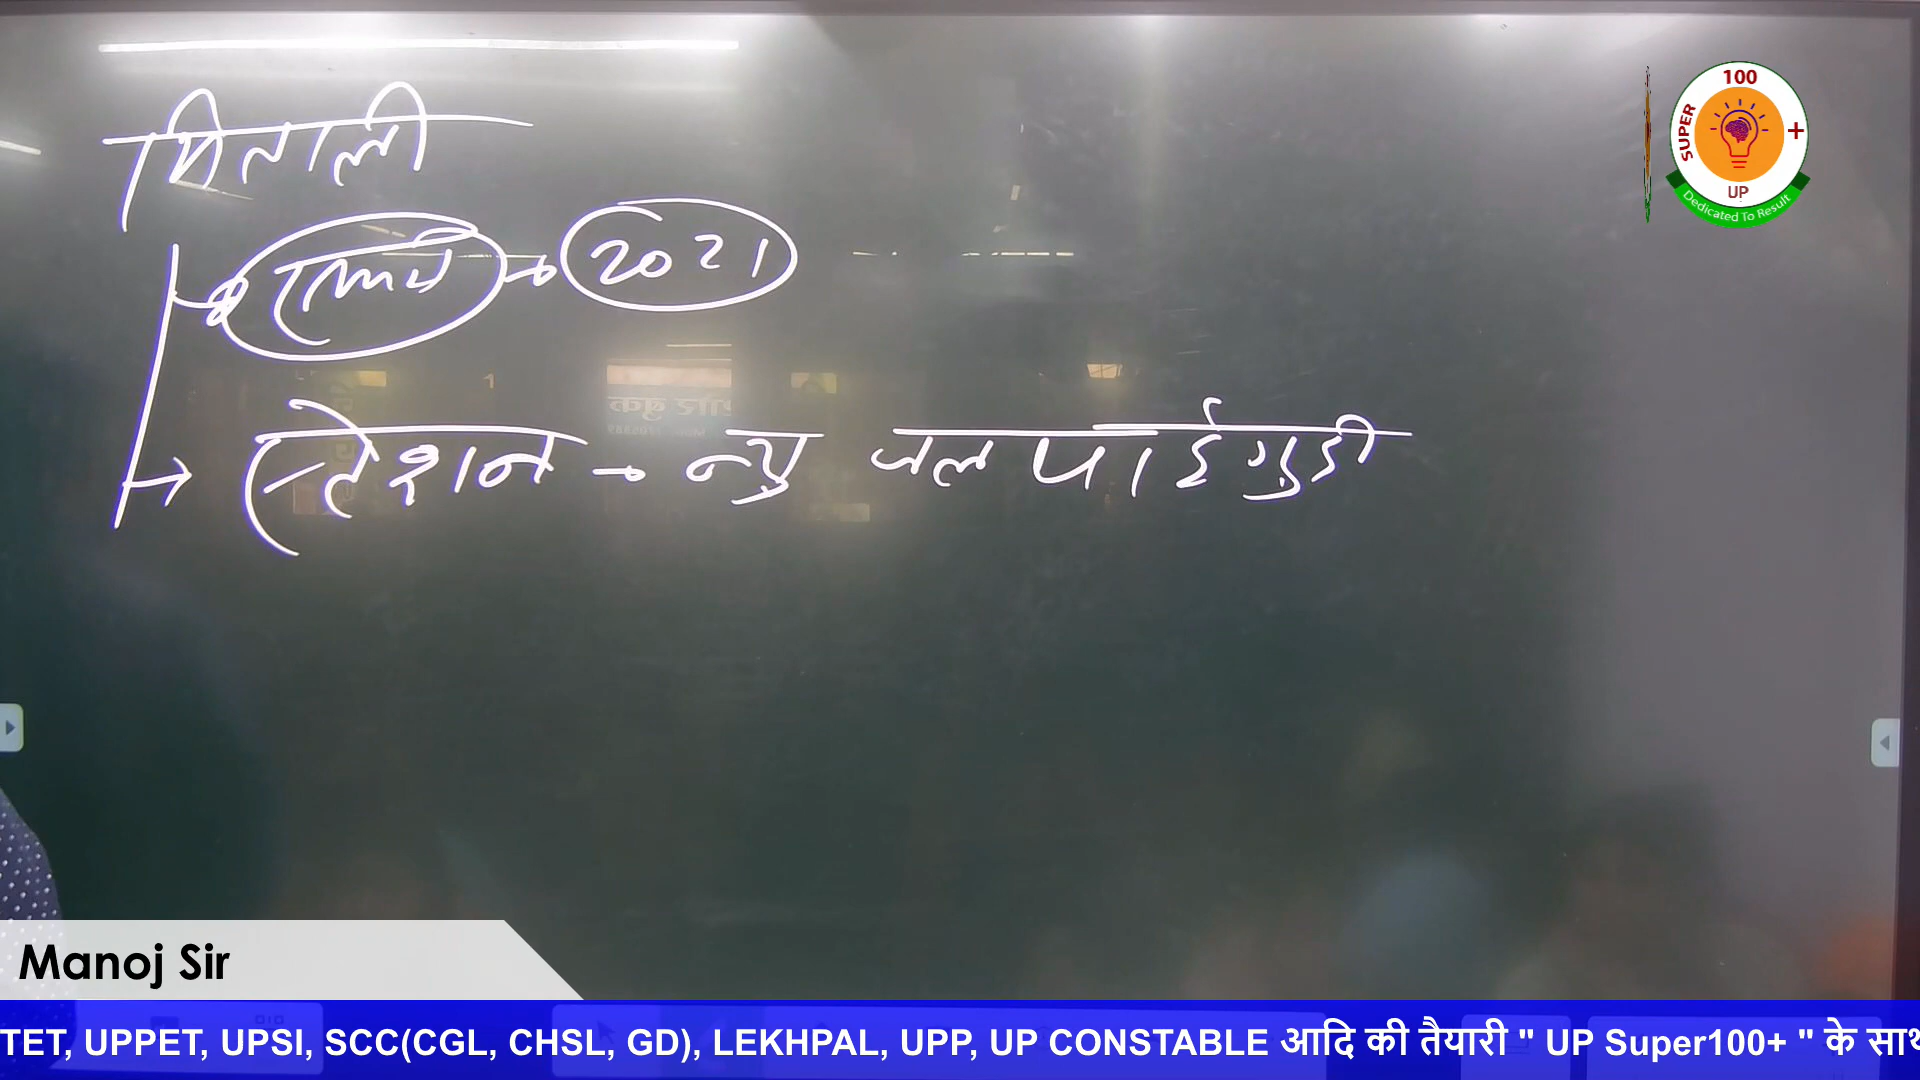 मिताली
2021
स्टेशन → न्यु जलपाईगुडी
100
SUPER
+
UP
Dedicated To Result
Manoj Sir
TET, UPPET, UPSI, SCC(CGL, CHSL, GD), LEKHPAL, UPP, UP CONSTABLE आदि की तैयारी " UP Super100+ " के साथ